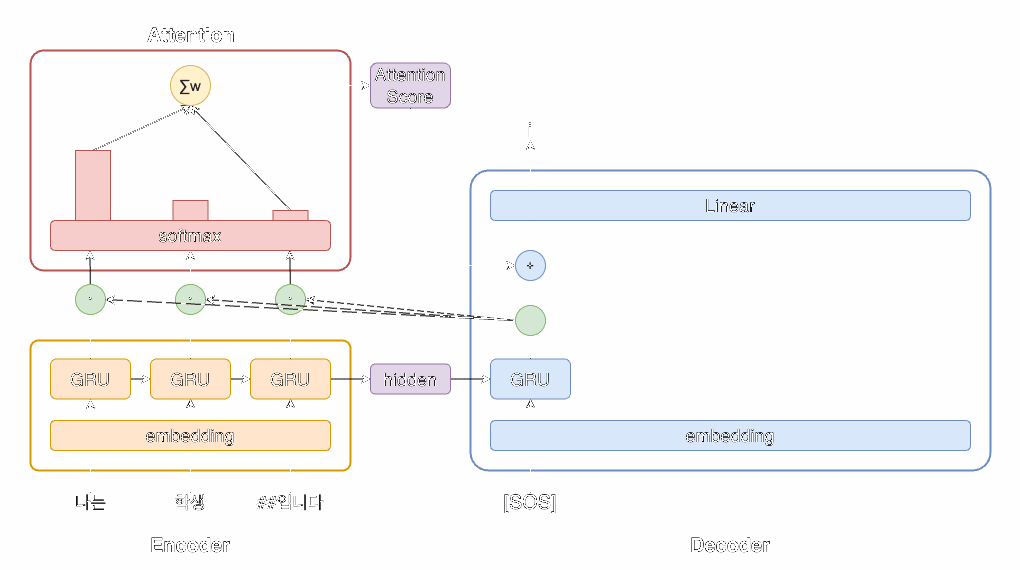 Attention
∑w
Attention
Score
softmax
Linear
+
GRU
GRU
GRU
hidden
GRU
embedding
embedding
나는
학생
##입니다
[SOS]
Encoder
Decoder